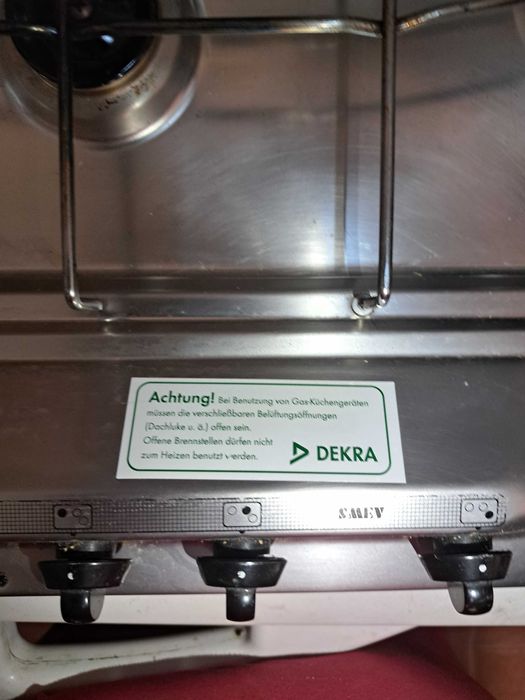 Achtung! Bei Benutzung von Gas-Küchengeräten
müssen die verschließbaren Belüftungsöffnungen
(Dachluke u. ä.) offen sein.
Offene Brennstellen dürfen nicht
zum Heizen benutzt werden.
DEKRA
SMEV